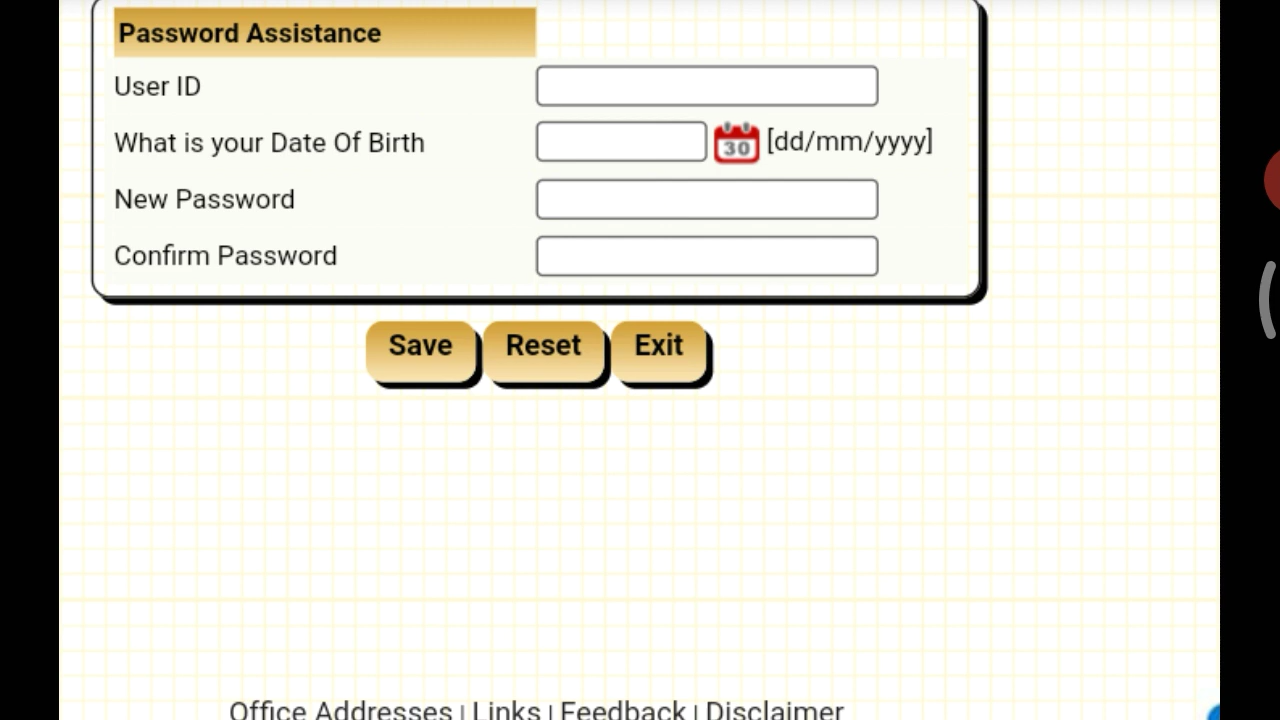 Password Assistance
User ID
What is your Date Of Birth 30 [dd/mm/yyyy]
New Password
Confirm Password
Save Reset Exit
Office Addresses | Links | Feedback | Disclaimer